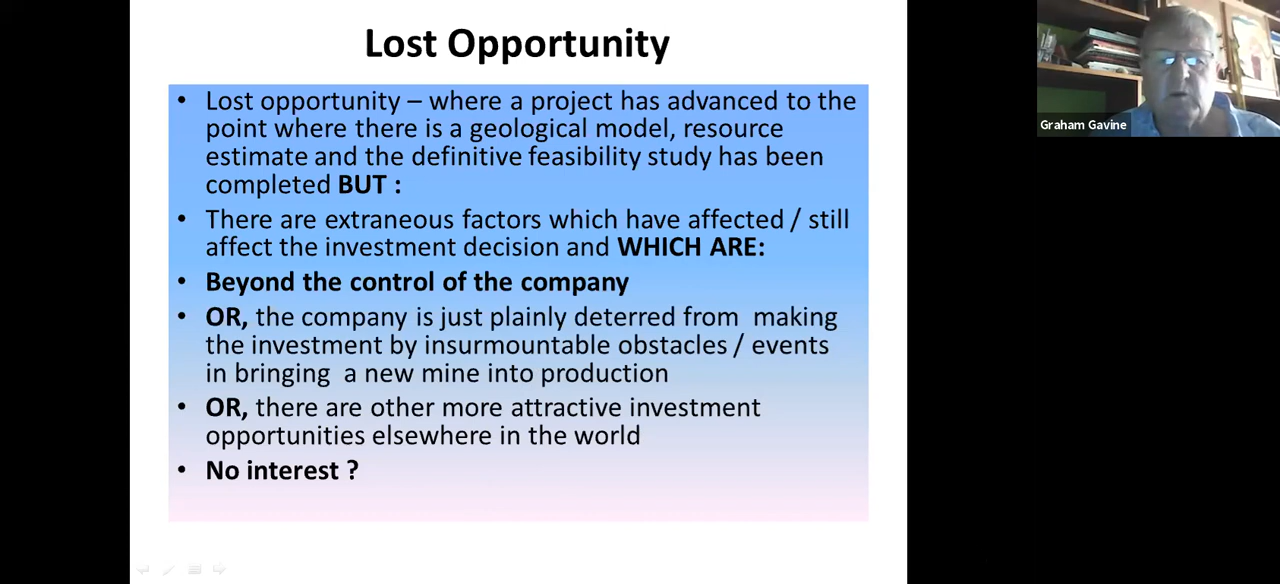 Lost Opportunity
• Lost opportunity – where a project has advanced to the
point where there is a geological model, resource
estimate and the definitive feasibility study has been
completed BUT :
• There are extraneous factors which have affected / still
affect the investment decision and WHICH ARE:
• Beyond the control of the company
• OR, the company is just plainly deterred from  making
the investment by insurmountable obstacles / events
in bringing  a new mine into production
• OR, there are other more attractive investment
opportunities elsewhere in the world
• No interest ?
Graham Gavine